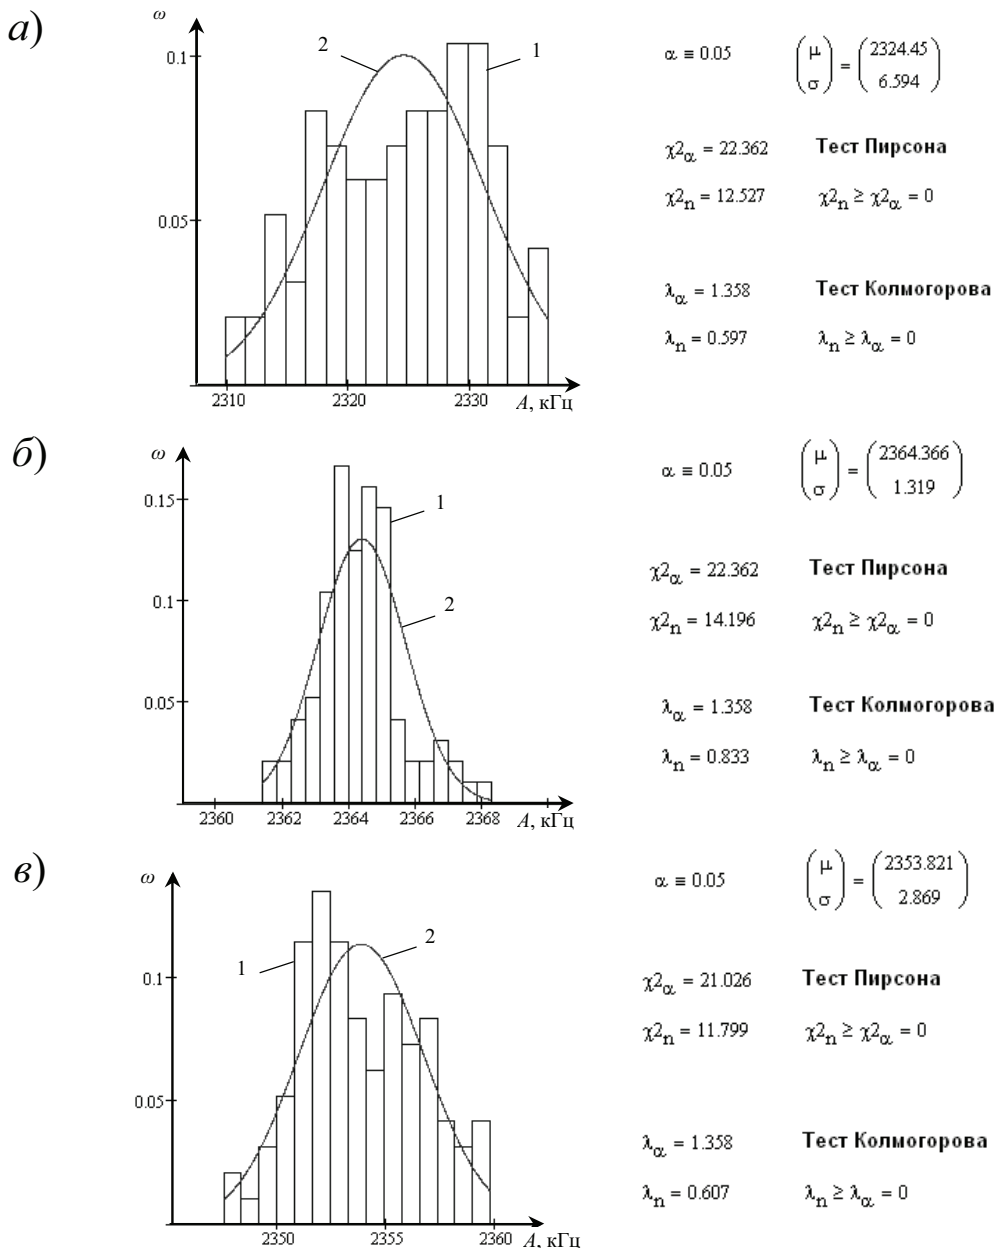 а)
ω
0.1
0.05
2
1
2310 2320 2330 A, кГц
α ≡ 0.05
(μ σ) = (2324.45 6.594)
χ2α = 22.362 Тест Пирсона
χ2n = 12.527 χ2n ≥ χ2α = 0
λα = 1.358 Тест Колмогорова
λn = 0.597 λn ≥ λα = 0
б)
ω
0.15
0.1
0.05
1
2
2360 2362 2364 2366 2368 A, кГц
α ≡ 0.05
(μ σ) = (2364.366 1.319)
χ2α = 22.362 Тест Пирсона
χ2n = 14.196 χ2n ≥ χ2α = 0
λα = 1.358 Тест Колмогорова
λn = 0.833 λn ≥ λα = 0
в)
ω
0.1
0.05
1
2
2350 2355 2360 A, кГц
α ≡ 0.05
(μ σ) = (2353.821 2.869)
χ2α = 21.026 Тест Пирсона
χ2n = 11.799 χ2n ≥ χ2α = 0
λα = 1.358 Тест Колмогорова
λn = 0.607 λn ≥ λα = 0